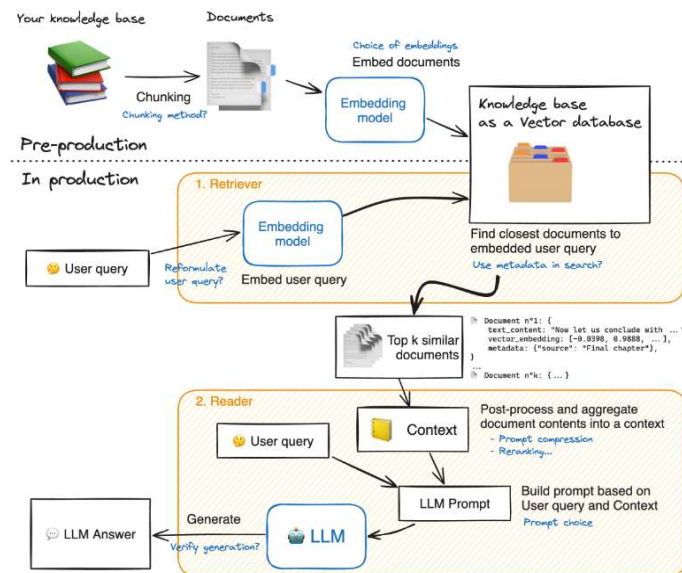 Your knowledge base
Documents
Choice of embeddings
Embed documents
Chunking
Chunking method?
Embedding
model
Knowledge base
as a Vector database
Pre-production
In production
1. Retriever
Embedding
model
🤔 User query
Reformulate
user query?
Embed user query
Find closest documents to
embedded user query
Use metadata in search?
Top k similar
documents
Document n°1: {
text_content: "Now let us conclude with ..."
vector_embedding: [-0.0398, 0.9888, ...],
metadata: {"source": "Final chapter"},
}
...
Document n°k: {...}
2. Reader
Context
Post-process and aggregate
document contents into a context
- Prompt compression
- Reranking...
🤔 User query
LLM Prompt
Build prompt based on
User query and Context
Prompt choice
💬 LLM Answer
Generate
Verify generation?
🤖 LLM